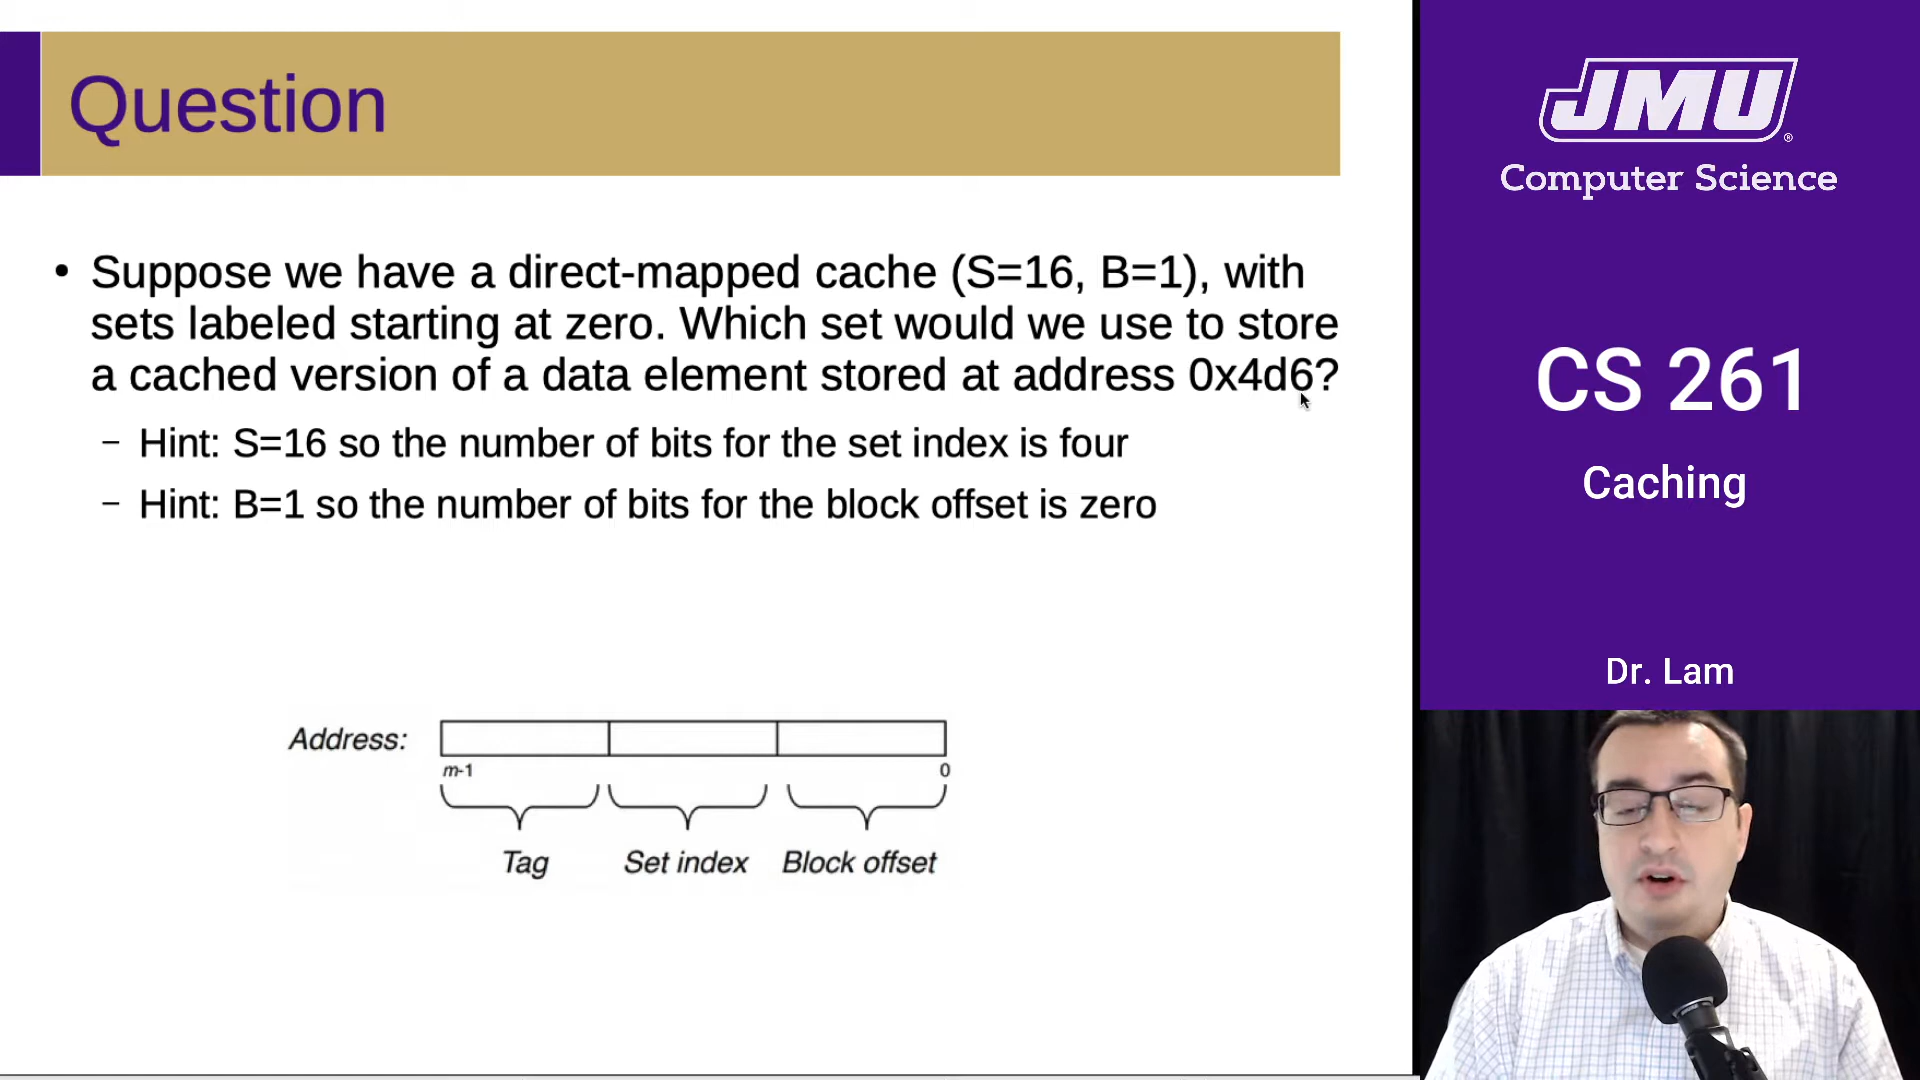 Question
• Suppose we have a direct-mapped cache (S=16, B=1), with
sets labeled starting at zero. Which set would we use to store
a cached version of a data element stored at address 0x4d6?
– Hint: S=16 so the number of bits for the set index is four
– Hint: B=1 so the number of bits for the block offset is zero
Address:
m-1 0
Tag Set index Block offset
JMU®
Computer Science
CS 261
Caching
Dr. Lam